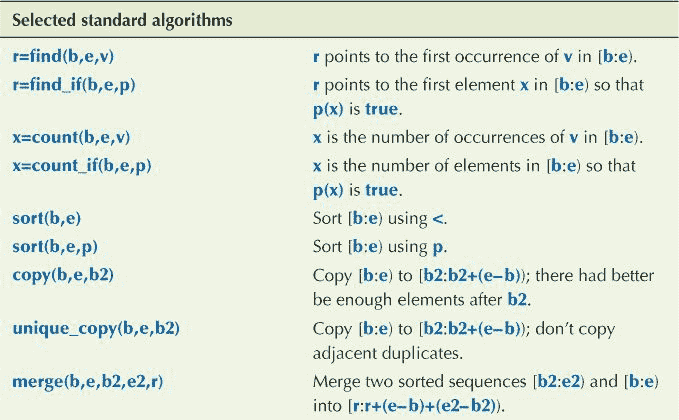 Selected standard algorithms
r=find(b,e,v) r points to the first occurrence of v in [b:e).
r=find_if(b,e,p) r points to the first element x in [b:e) so that
p(x) is true.
x=count(b,e,v) x is the number of occurrences of v in [b:e).
x=count_if(b,e,p) x is the number of elements in [b:e) so that
p(x) is true.
sort(b,e) Sort [b:e) using <.
sort(b,e,p) Sort [b:e) using p.
copy(b,e,b2) Copy [b:e) to [b2:b2+(e–b)); there had better
be enough elements after b2.
unique_copy(b,e,b2) Copy [b:e) to [b2:b2+(e–b)); don’t copy
adjacent duplicates.
merge(b,e,b2,e2,r) Merge two sorted sequences [b2:e2) and [b:e)
into [r:r+(e–b)+(e2–b2)).